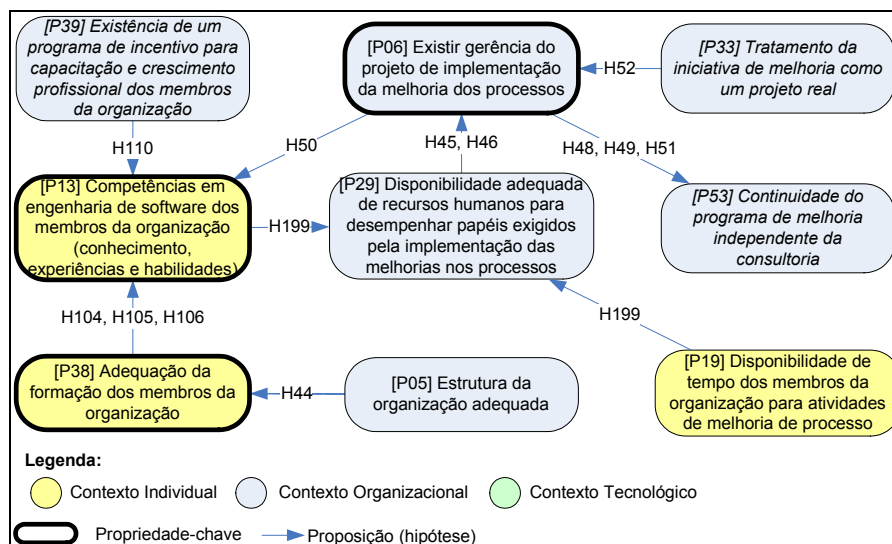 [P39] Existência de um
programa de incentivo para
capacitação e crescimento
profissional dos membros
da organização
[P06] Existir gerência do
projeto de implementação
da melhoria dos processos
H52
[P33] Tratamento da
iniciativa de melhoria como
um projeto real
H110
H50
H45, H46
H48, H49, H51
[P13] Competências em
engenharia de software dos
membros da organização
(conhecimento,
experiências e habilidades)
H199
[P29] Disponibilidade adequada
de recursos humanos para
desempenhar papéis exigidos
pela implementação das
melhorias nos processos
[P53] Continuidade do
programa de melhoria
independente da
consultoria
H104, H105, H106
H199
[P38] Adequação da
formação dos membros da
organização
H44
[P05] Estrutura da
organização adequada
[P19] Disponibilidade de
tempo dos membros da
organização para atividades
de melhoria de processo
Legenda:
Contexto Individual
Contexto Organizacional
Contexto Tecnológico
Propriedade-chave
Proposição (hipótese)